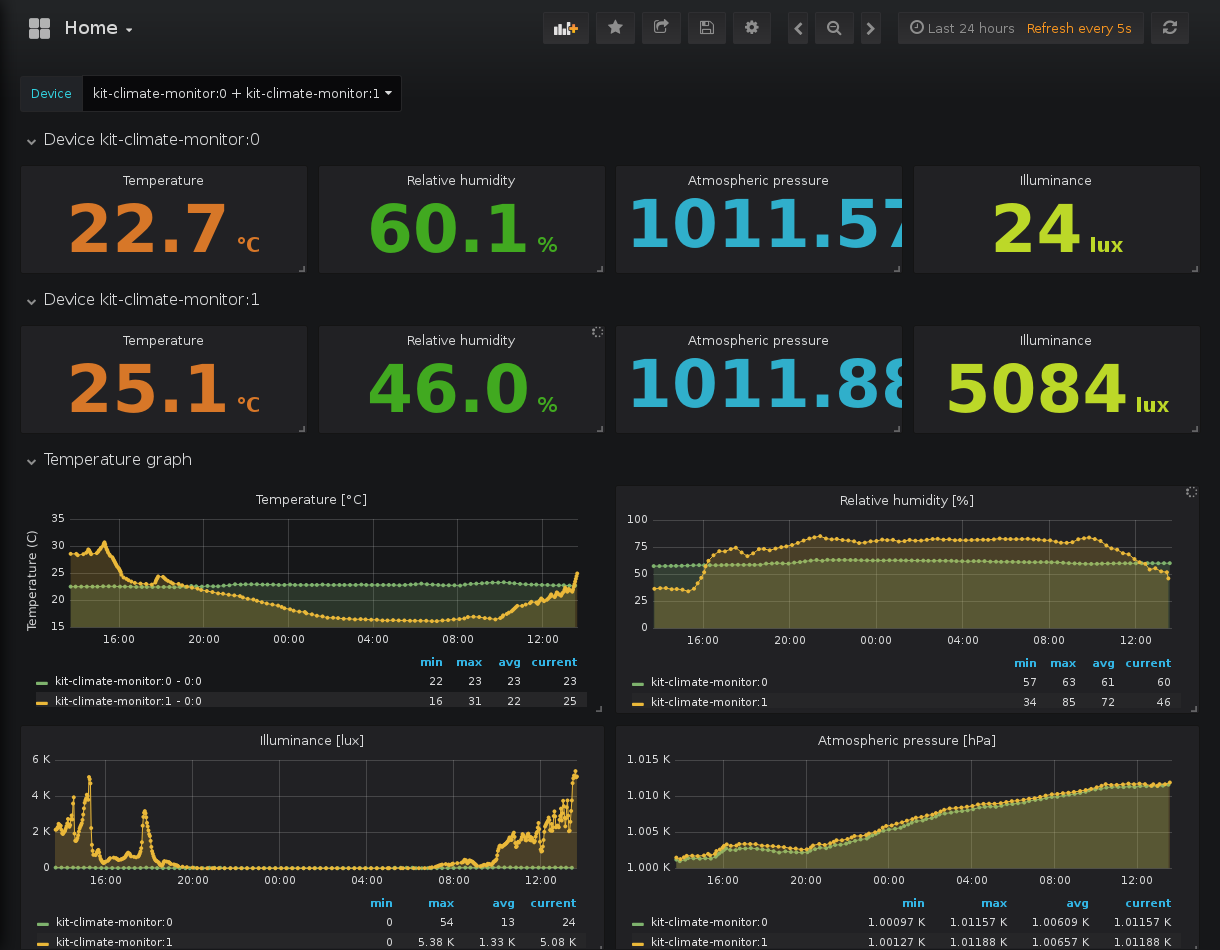 Home
Last 24 hours Refresh every 5s
Device kit-climate-monitor:0 + kit-climate-monitor:1
Device kit-climate-monitor:0
Temperature Relative humidity Atmospheric pressure Illuminance
22.7 °C 60.1 % 1011.57 24 lux
Device kit-climate-monitor:1
Temperature Relative humidity Atmospheric pressure Illuminance
25.1 °C 46.0 % 1011.88 5084 lux
Temperature graph
Temperature [°C]
Temperature (C)
35
30
25
20
15
16:00 20:00 00:00 04:00 08:00 12:00
min max avg current
kit-climate-monitor:0 - 0:0 22 23 23 23
kit-climate-monitor:1 - 0:0 16 31 22 25
Relative humidity [%]
100
75
50
25
0
16:00 20:00 00:00 04:00 08:00 12:00
min max avg current
kit-climate-monitor:0 57 63 61 60
kit-climate-monitor:1 34 85 72 46
Illuminance [lux]
6 K
4 K
2 K
0
16:00 20:00 00:00 04:00 08:00 12:00
min max avg current
kit-climate-monitor:0 0 54 13 24
kit-climate-monitor:1 0 5.38 K 1.33 K 5.08 K
Atmospheric pressure [hPa]
1.015 K
1.010 K
1.005 K
1.000 K
16:00 20:00 00:00 04:00 08:00 12:00
min max avg current
kit-climate-monitor:0 1.00097 K 1.01157 K 1.00609 K 1.01157 K
kit-climate-monitor:1 1.00127 K 1.01188 K 1.00657 K 1.01188 K